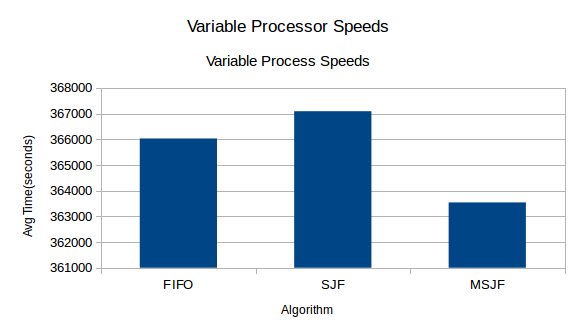 Variable Processor Speeds
Variable Process Speeds
368000
367000
366000
365000
364000
363000
362000
361000
Avg Time(seconds)
FIFO SJF MSJF
Algorithm